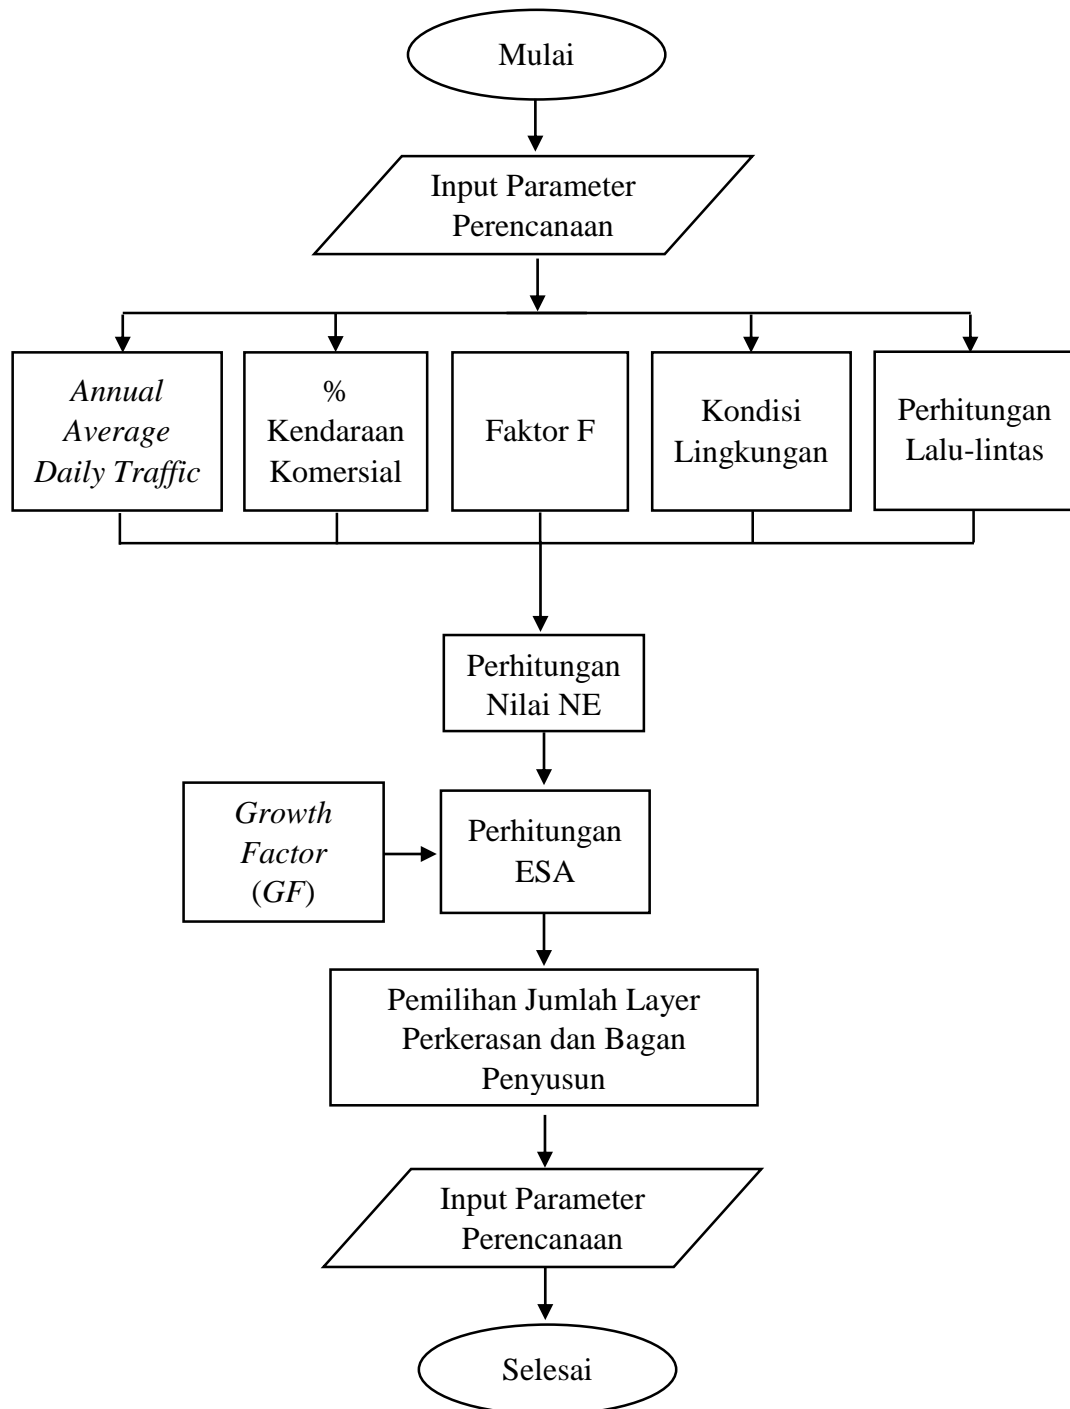 Mulai
Input Parameter
Perencanaan
Annual
Average
Daily Traffic
%
Kendaraan
Komersial
Faktor F
Kondisi
Lingkungan
Perhitungan
Lalu-lintas
Perhitungan
Nilai NE
Growth
Factor
(GF)
Perhitungan
ESA
Pemilihan Jumlah Layer
Perkerasan dan Bagan
Penyusun
Input Parameter
Perencanaan
Selesai